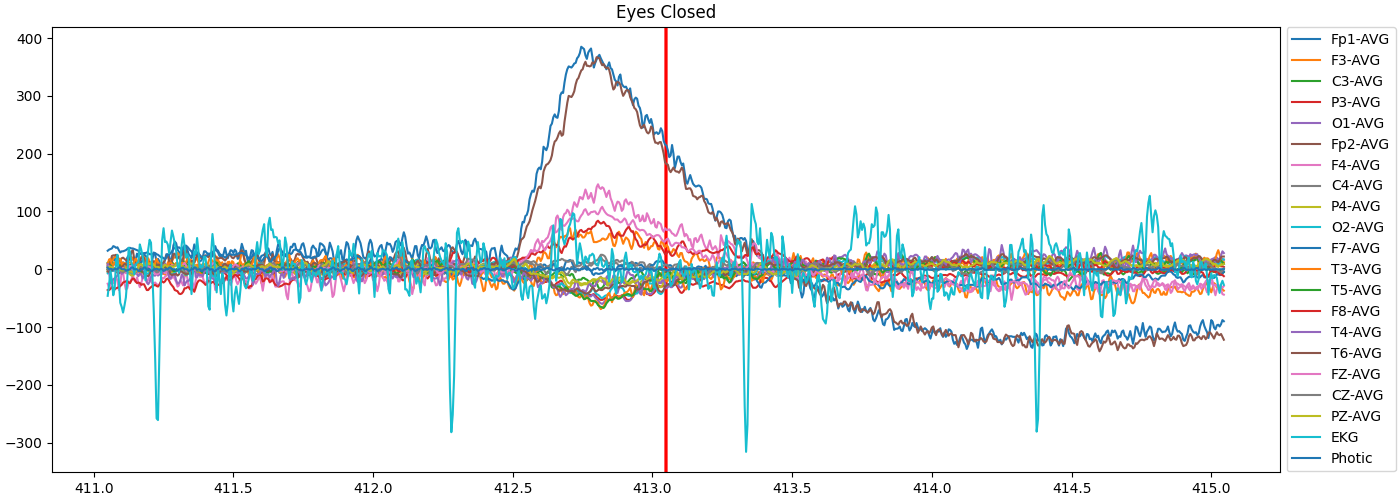 Eyes Closed
400
300
200
100
0
−100
−200
−300
411.0 411.5 412.0 412.5 413.0 413.5 414.0 414.5 415.0
Fp1-AVG
F3-AVG
C3-AVG
P3-AVG
O1-AVG
Fp2-AVG
F4-AVG
C4-AVG
P4-AVG
O2-AVG
F7-AVG
T3-AVG
T5-AVG
F8-AVG
T4-AVG
T6-AVG
FZ-AVG
CZ-AVG
PZ-AVG
EKG
Photic